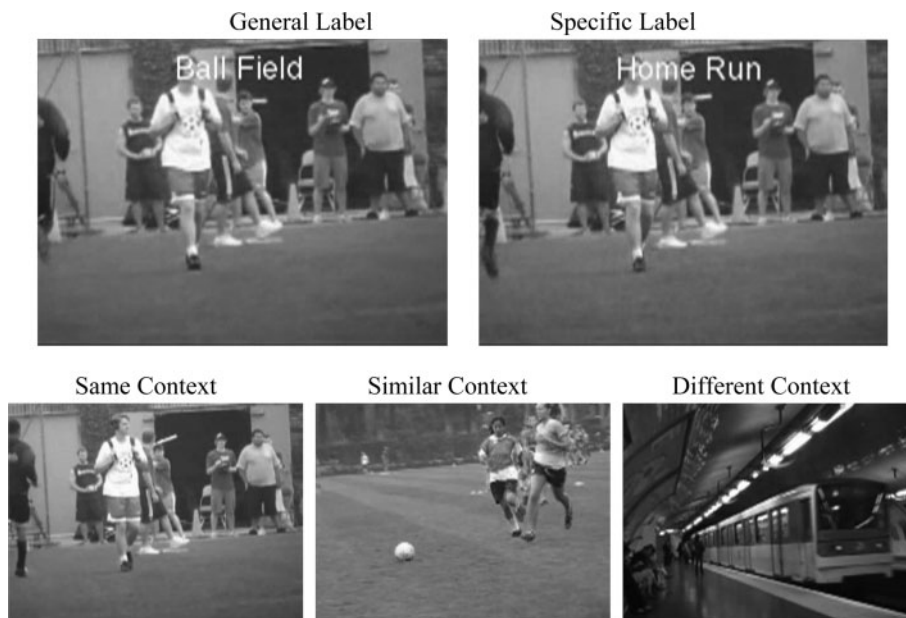 General Label
Specific Label
Ball Field
Home Run
Same Context
Similar Context
Different Context